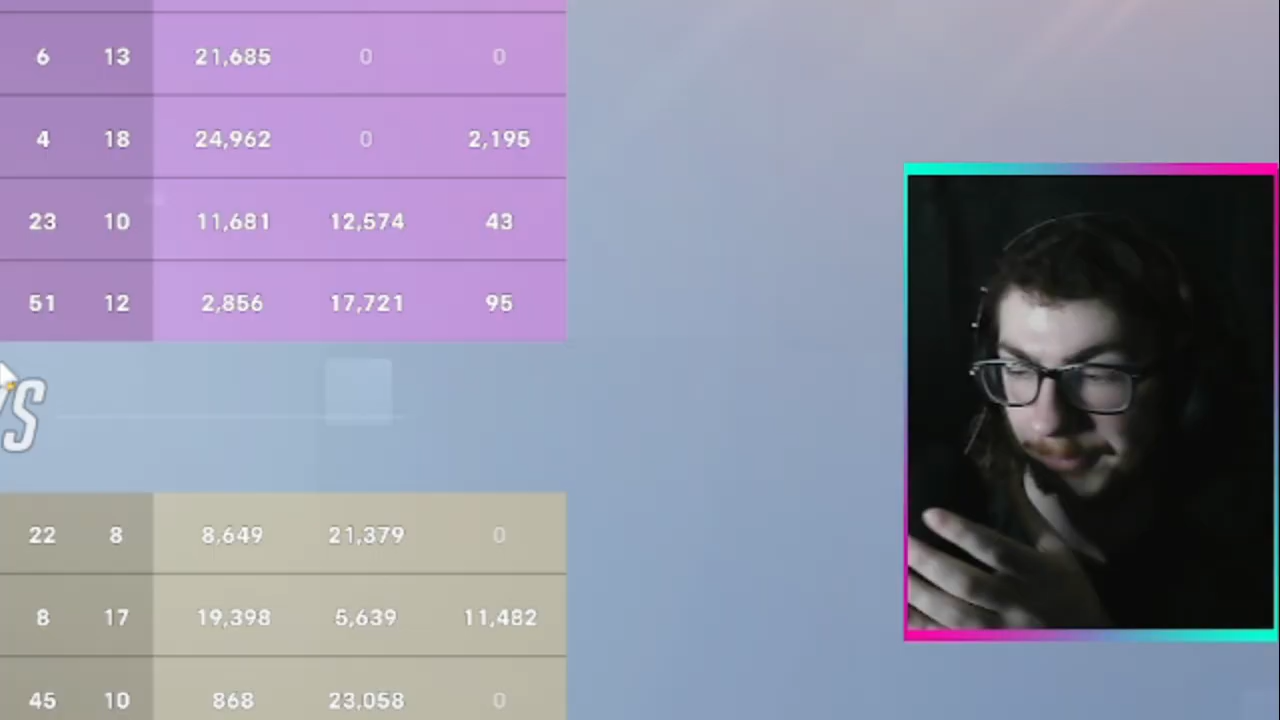 6 13 21,685 0 0
4 18 24,962 0 2,195
23 10 11,681 12,574 43
51 12 2,856 17,721 95
VS
22 8 8,649 21,379 0
8 17 19,398 5,639 11,482
45 10 868 23,058 0